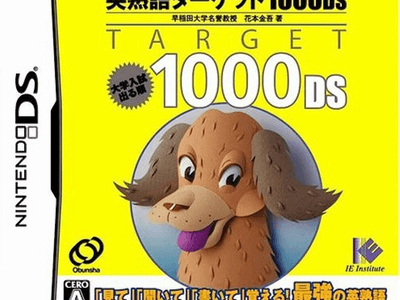 英熟語ターゲット1000DS
早稲田大学名誉教授 花本金吾 著
TARGET
1000DS
大学入試
出る順
NINTENDO DS
Obunsha
IE Institute
CERO
A
「見て」「聞いて」「書いて」覚える!最強の英熟語